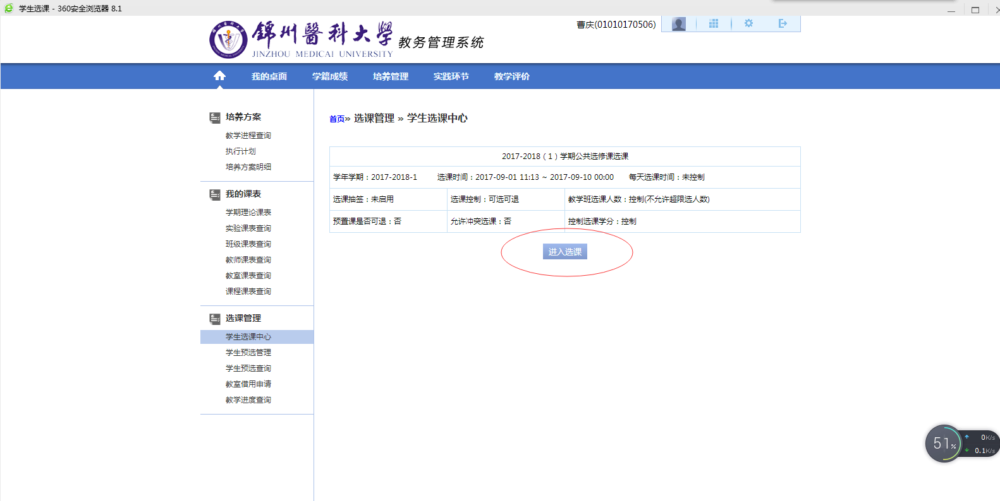 学生选课 - 360安全浏览器 8.1
錦州醫科大學
JINZHOU MEDICAL UNIVERSITY
教务管理系统
曹庆(01010170506)
我的桌面 学籍成绩 培养管理 实践环节 教学评价
培养方案
教学进程查询
执行计划
培养方案明细
我的课表
学期理论课表
实验课表查询
班级课表查询
教师课表查询
教室课表查询
课程课表查询
选课管理
学生选课中心
学生预选管理
学生预选查询
教室借用申请
教学进度查询
首页» 选课管理 » 学生选课中心
2017-2018（1）学期公共选修课选课
学年学期：2017-2018-1 选课时间：2017-09-01 11:13 ~ 2017-09-10 00:00 每天选课时间：未控制
选课抽签：未启用 选课控制：可选可退 教学班选课人数：控制(不允许超限选人数)
预置课是否可退：否 允许冲突选课：否 控制选课学分：控制
进入选课
51%
0K/s
0.1K/s